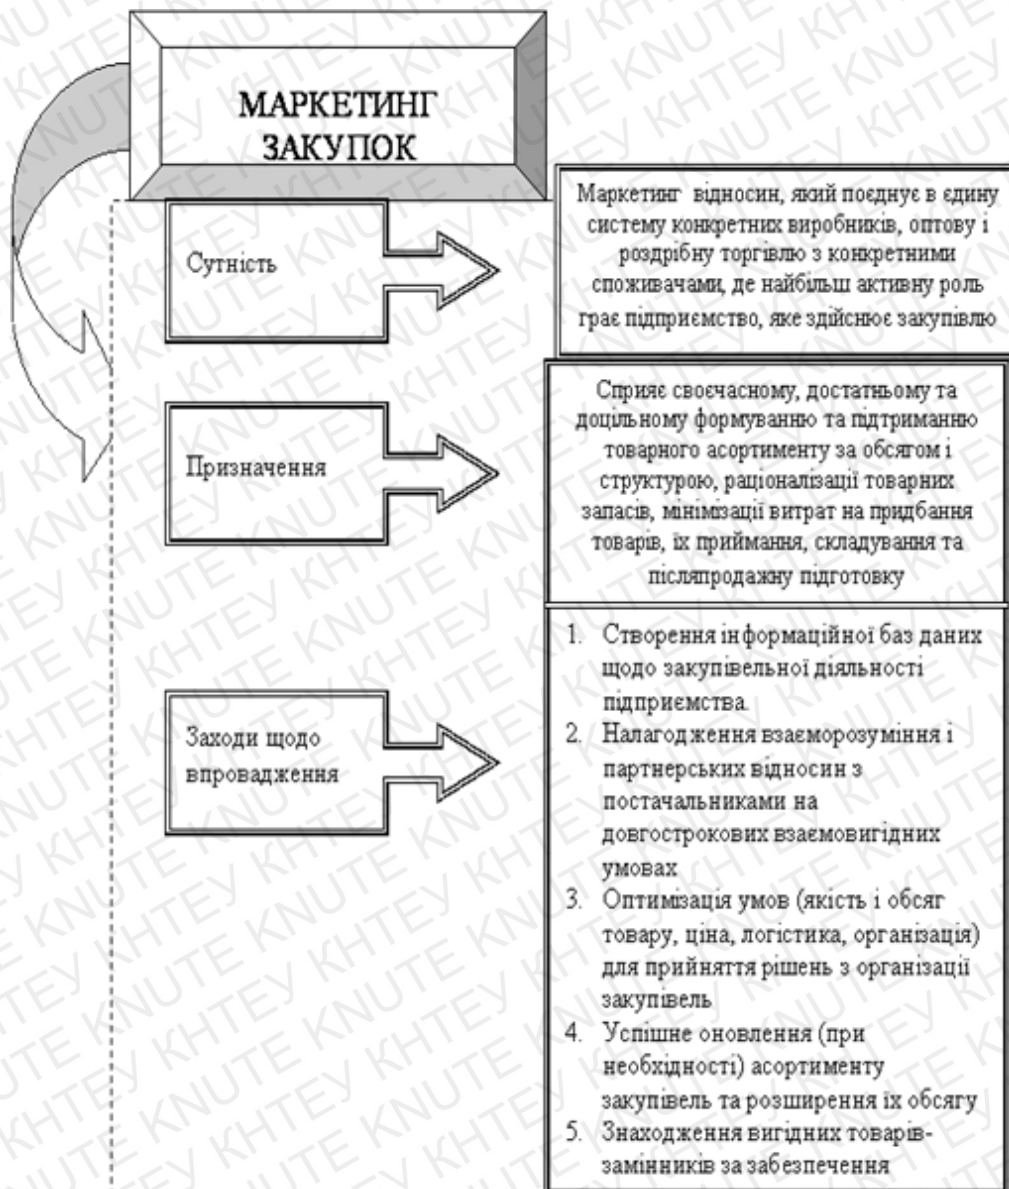 МАРКЕТИНГ
ЗАКУПОК
Маркетинг відносин, який поєднує в єдину
систему конкретних виробників, оптову і
роздрібну торгівлю з конкретними
споживачами, де найбільш активну роль
грає підприємство, яке здійснює закупівлю
Сутність
Сприяє своєчасному, достатньому та
доцільному формуванню та підтриманню
товарного асортименту за обсягом і
структурою, раціоналізації товарних
запасів, мінімізації витрат на придбання
товарів, їх приймання, складування та
післяпродажну підготовку
Призначення
Заходи щодо
впровадження
1. Створення інформаційної баз даних
щодо закупівельної діяльності
підприємства.
2. Налагодження взаєморозуміння і
партнерських відносин з
постачальниками на
довгострокових взаємовигідних
умовах
3. Оптимізація умов (якість і обсяг
товару, ціна, логістика, організація)
для прийняття рішень з організації
закупівель
4. Успішне оновлення (при
необхідності) асортименту
закупівель та розширення їх обсягу
5. Знаходження вигідних товарів-
замінників за забезпечення
KNUTE КНТЕУ